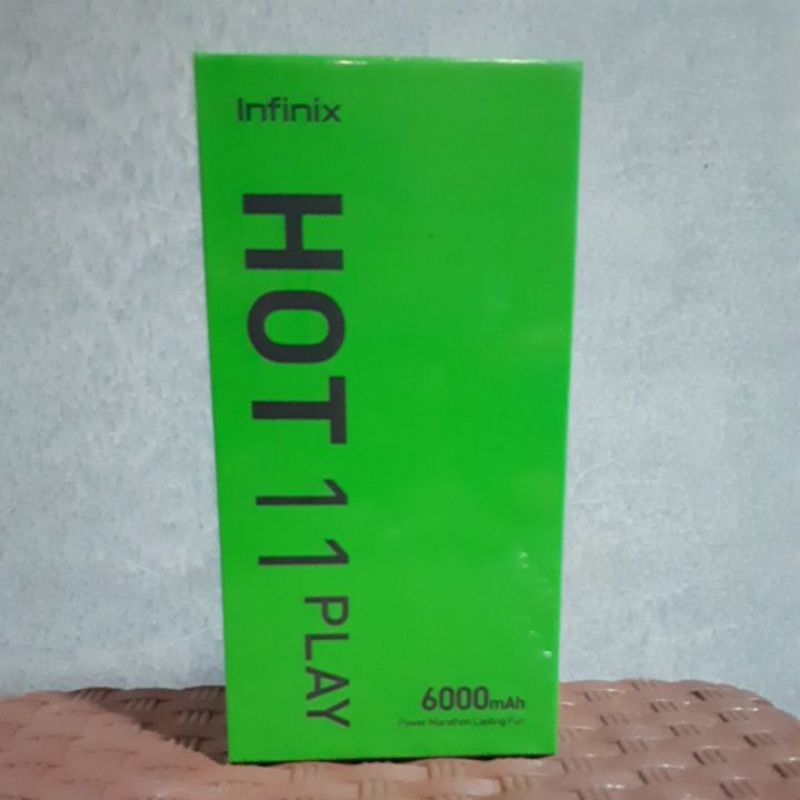 Infinix
HOT 11 PLAY
6000mAh
Power Marathon Lasting Fun